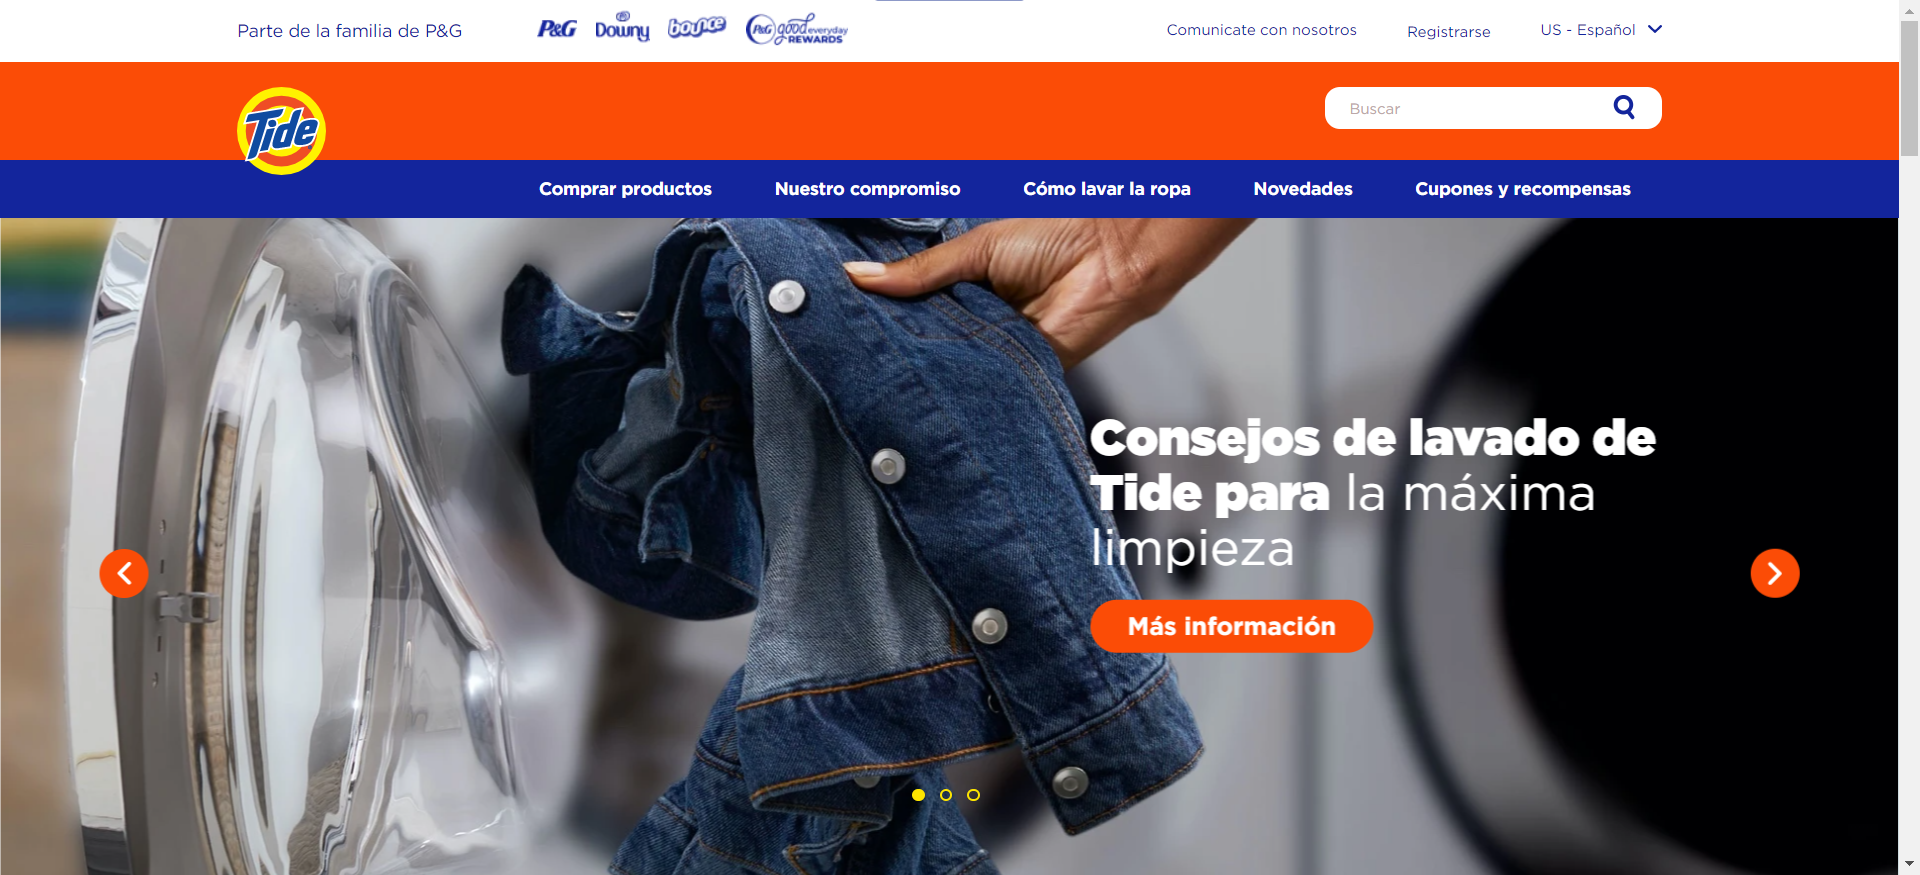 Parte de la familia de P&G
P&G
Downy
bounce
P&G good everyday REWARDS
Comunicate con nosotros
Registrarse
US - Español
Tide
Buscar
Comprar productos
Nuestro compromiso
Cómo lavar la ropa
Novedades
Cupones y recompensas
Consejos de lavado de
Tide para la máxima
limpieza
Más información